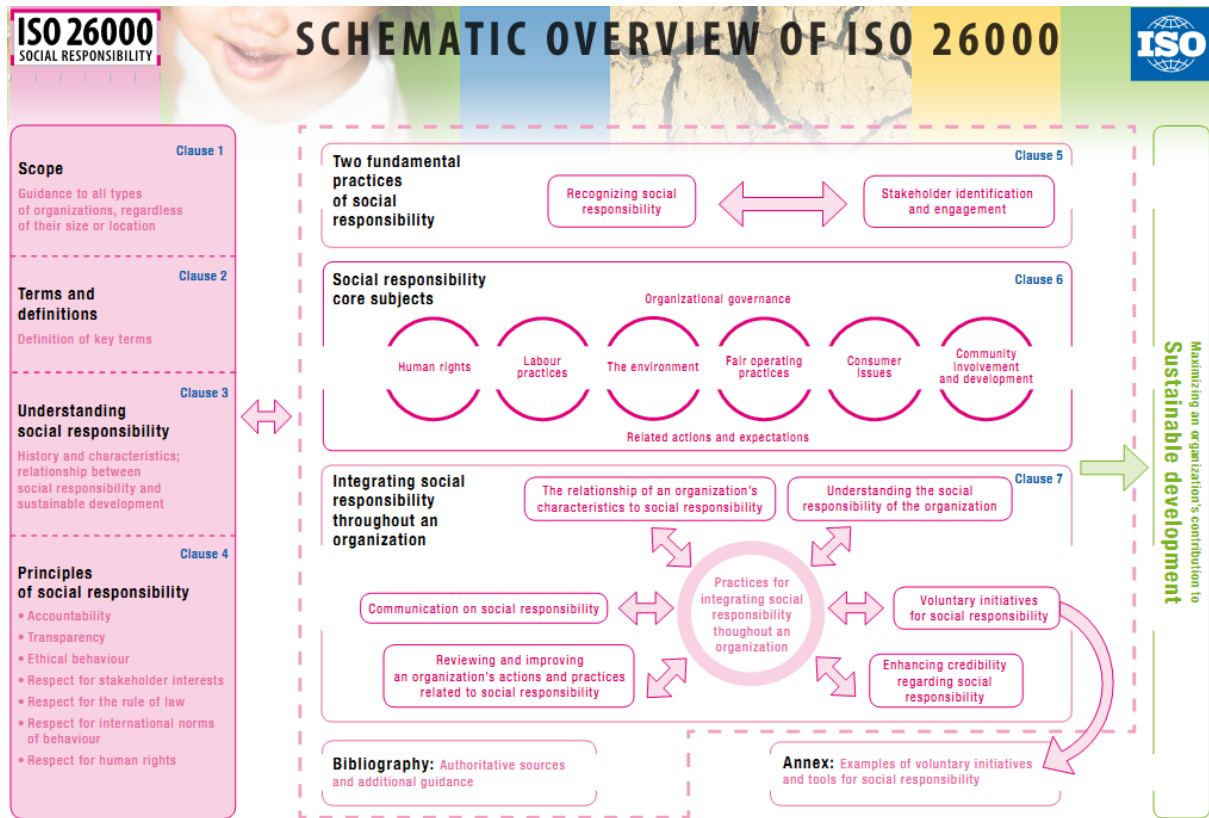 ISO 26000
SOCIAL RESPONSIBILITY
SCHEMATIC OVERVIEW OF ISO 26000
ISO
Clause 1
Scope
Guidance to all types
of organizations, regardless
of their size or location
Clause 2
Terms and
definitions
Definition of key terms
Clause 3
Understanding
social responsibility
History and characteristics;
relationship between
social responsibility and
sustainable development
Clause 4
Principles
of social responsibility
• Accountability
• Transparency
• Ethical behaviour
• Respect for stakeholder interests
• Respect for the rule of law
• Respect for international norms
of behaviour
• Respect for human rights
Two fundamental
practices
of social
responsibility
Clause 5
Recognizing social
responsibility
Stakeholder identification
and engagement
Social responsibility
core subjects
Clause 6
Organizational governance
Human rights
Labour
practices
The environment
Fair operating
practices
Consumer
issues
Community
involvement
and development
Related actions and expectations
Integrating social
responsibility
throughout an
organization
Clause 7
The relationship of an organization's
characteristics to social responsibility
Understanding the social
responsibility of the organization
Practices for
integrating social
responsibility
thoughout an
organization
Communication on social responsibility
Voluntary initiatives
for social responsibility
Reviewing and improving
an organization's actions and practices
related to social responsibility
Enhancing credibility
regarding social
responsibility
Bibliography: Authoritative sources
and additional guidance
Annex: Examples of voluntary initiatives
and tools for social responsibility
Maximizing an organization's contribution to
Sustainable development